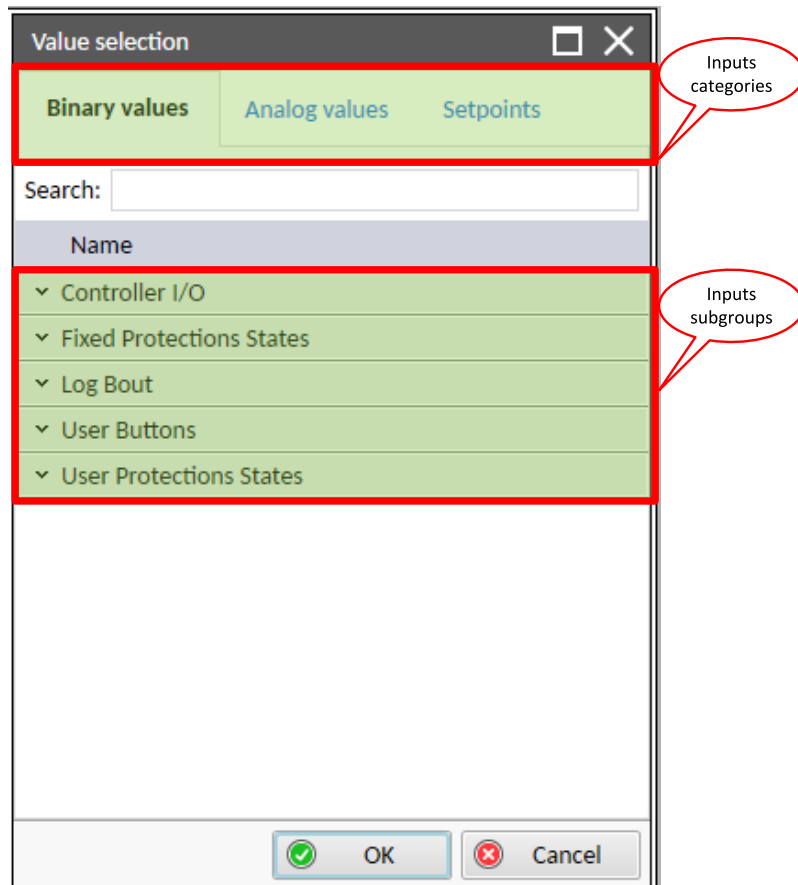 Value selection
Inputs
categories
Binary values Analog values Setpoints
Search:
Name
Controller I/O
Inputs
subgroups
Fixed Protections States
Log Bout
User Buttons
User Protections States
OK Cancel